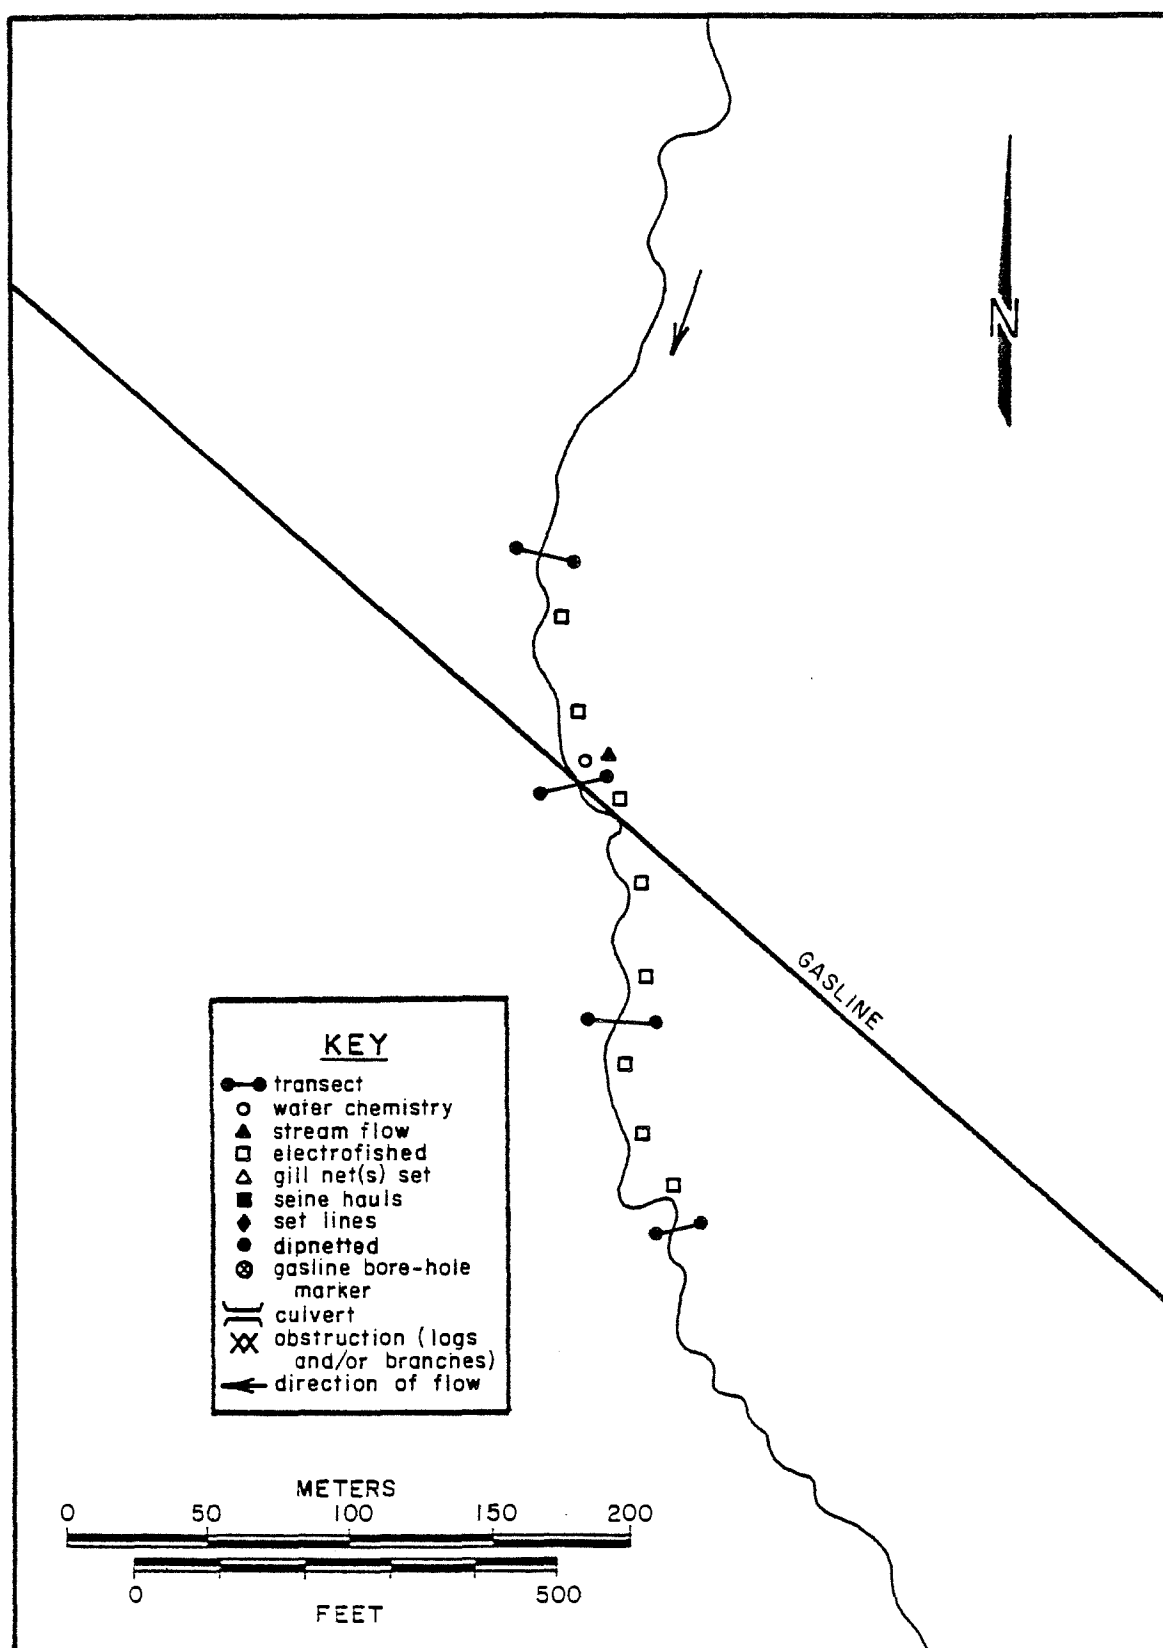 N
GASLINE
KEY
transect
water chemistry
stream flow
electrofished
gill net(s) set
seine hauls
set lines
dipnetted
gasline bore-hole
marker
culvert
obstruction (logs
and/or branches)
direction of flow
METERS
0 50 100 150 200
0 500
FEET